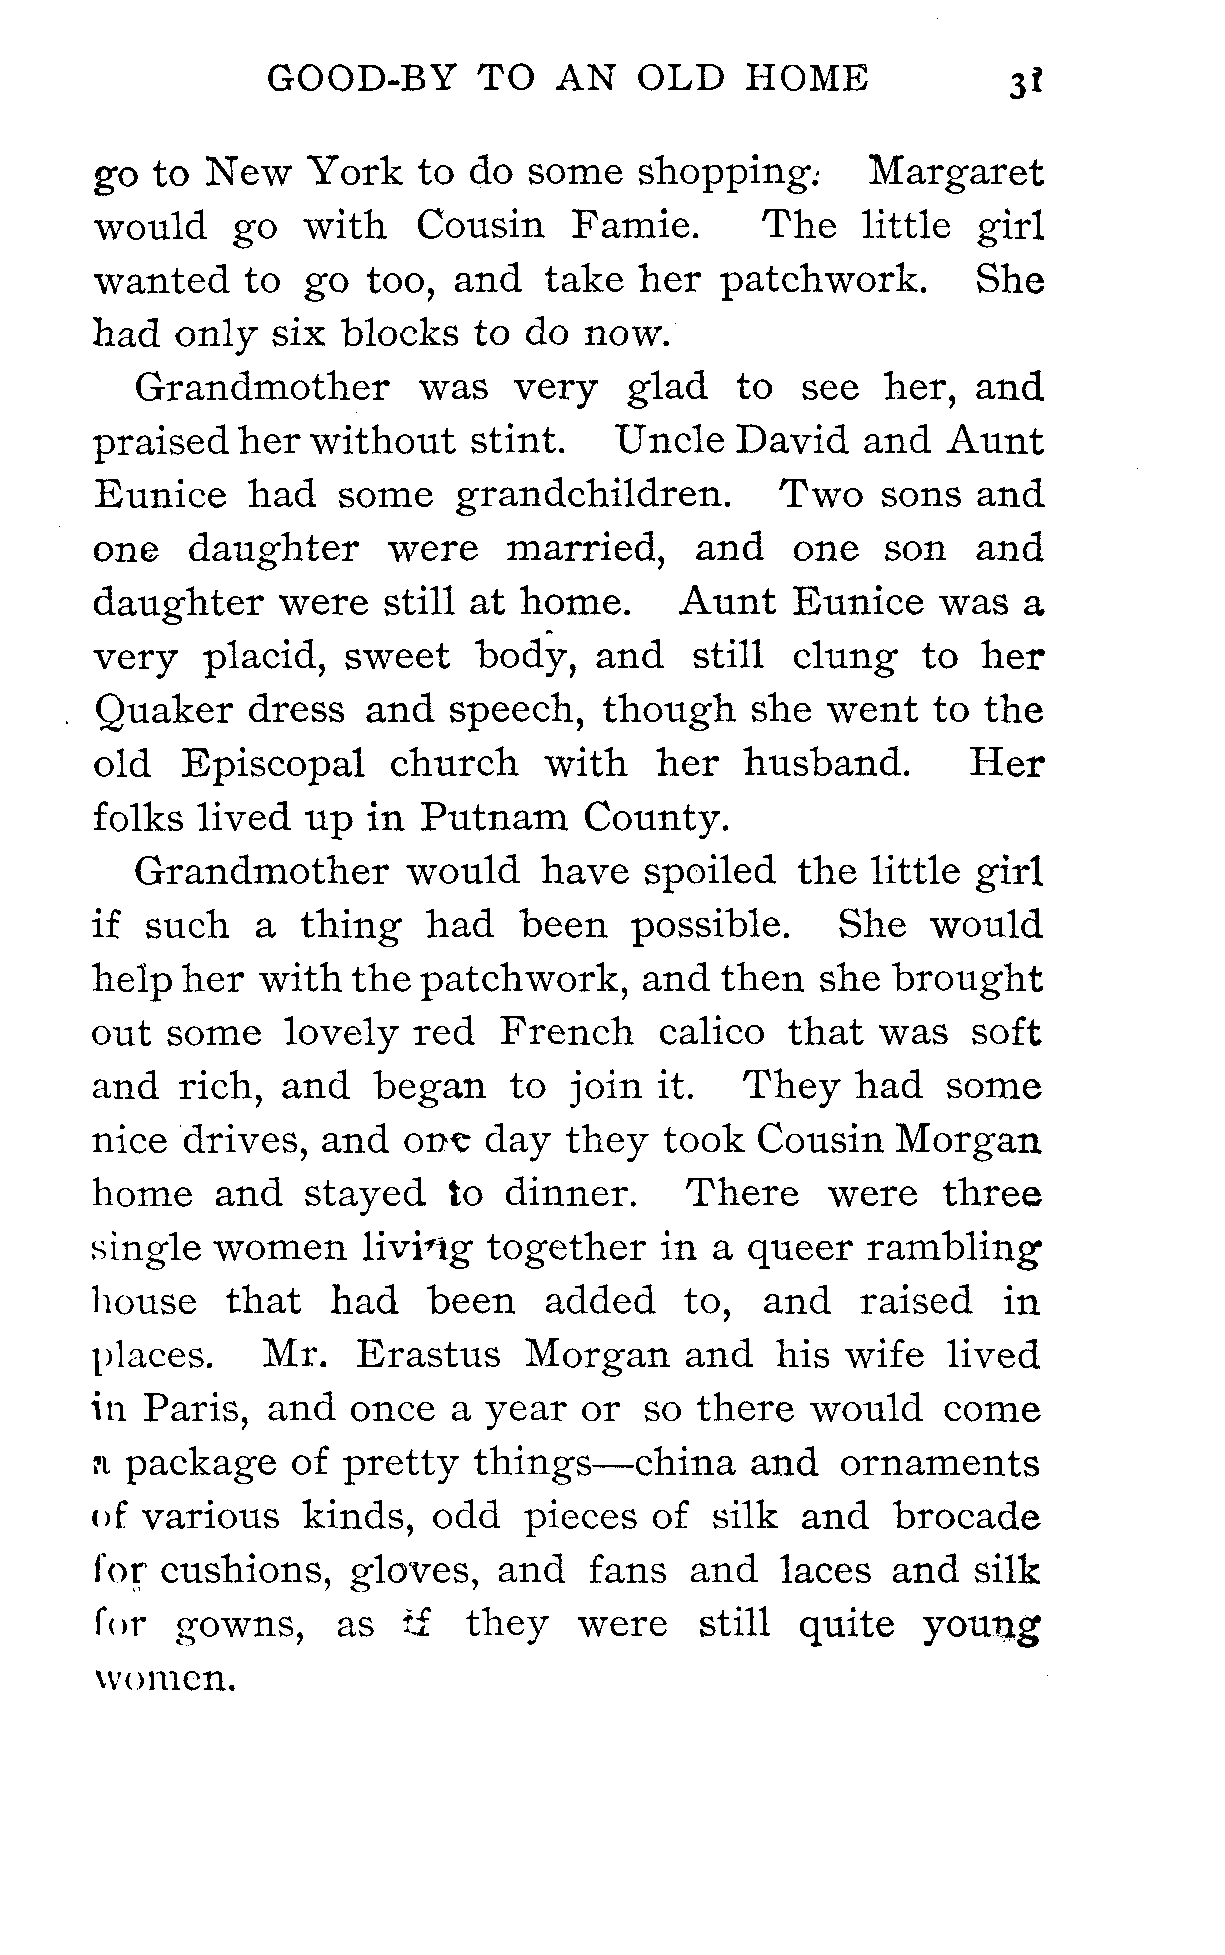 GOOD-BY TO AN OLD HOME 31
go to New York to do some shopping. Margaret
would go with Cousin Famie. The little girl
wanted to go too, and take her patchwork. She
had only six blocks to do now.
Grandmother was very glad to see her, and
praised her without stint. Uncle David and Aunt
Eunice had some grandchildren. Two sons and
one daughter were married, and one son and
daughter were still at home. Aunt Eunice was a
very placid, sweet body, and still clung to her
Quaker dress and speech, though she went to the
old Episcopal church with her husband. Her
folks lived up in Putnam County.
Grandmother would have spoiled the little girl
if such a thing had been possible. She would
help her with the patchwork, and then she brought
out some lovely red French calico that was soft
and rich, and began to join it. They had some
nice drives, and one day they took Cousin Morgan
home and stayed to dinner. There were three
single women living together in a queer rambling
house that had been added to, and raised in
places. Mr. Erastus Morgan and his wife lived
in Paris, and once a year or so there would come
a package of pretty things—china and ornaments
of various kinds, odd pieces of silk and brocade
for cushions, gloves, and fans and laces and silk
for gowns, as if they were still quite young
women.